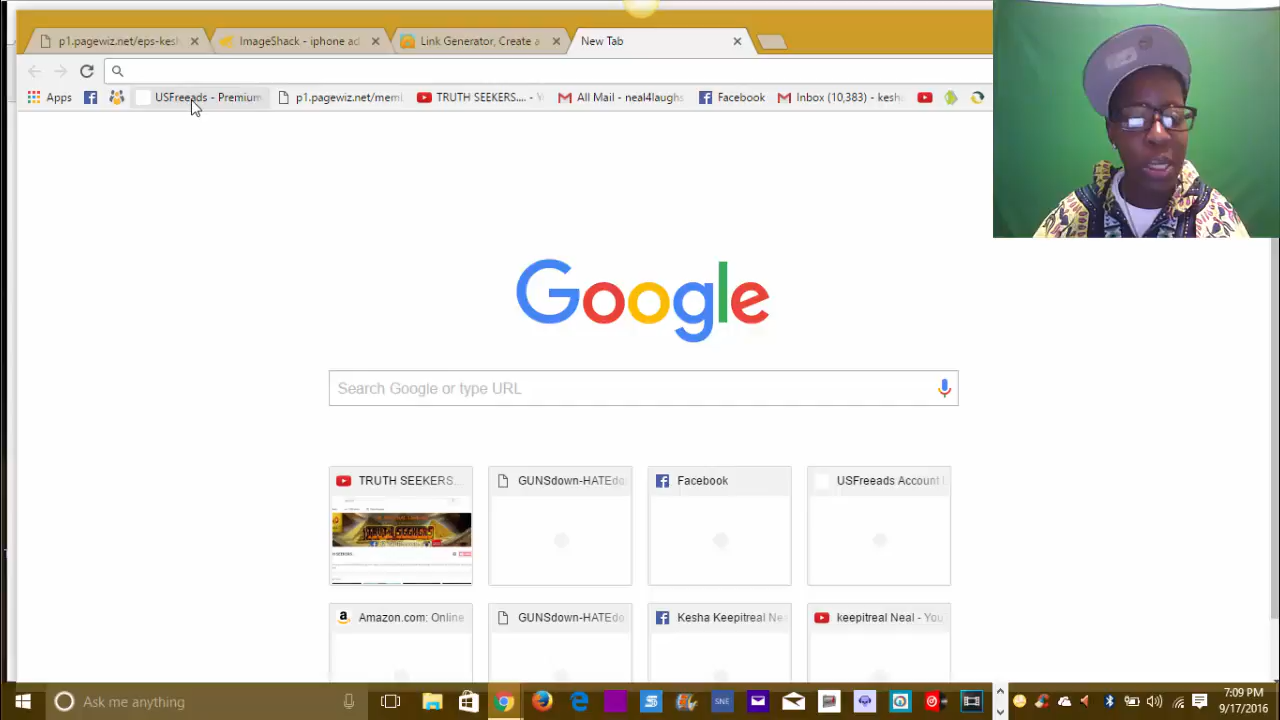 p1.pagewiz.net/eps-kesh
ImageShack - iphone ad
Link Generator, Create a
New Tab
Apps
USFreeads - Premium
p1.pagewiz.net/meml
TRUTH SEEKERS.... - Y
All Mail - neal4laughs
Facebook
Inbox (10,383) - kesh
Google
Search Google or type URL
TRUTH SEEKERS...
GUNSdown-HATEdo
Facebook
USFreeads Account
Amazon.com: Online
GUNSdown-HATEdo
Kesha Keepitreal Ne
keepitreal Neal - You
Ask me anything
SNE
7:09 PM
9/17/2016